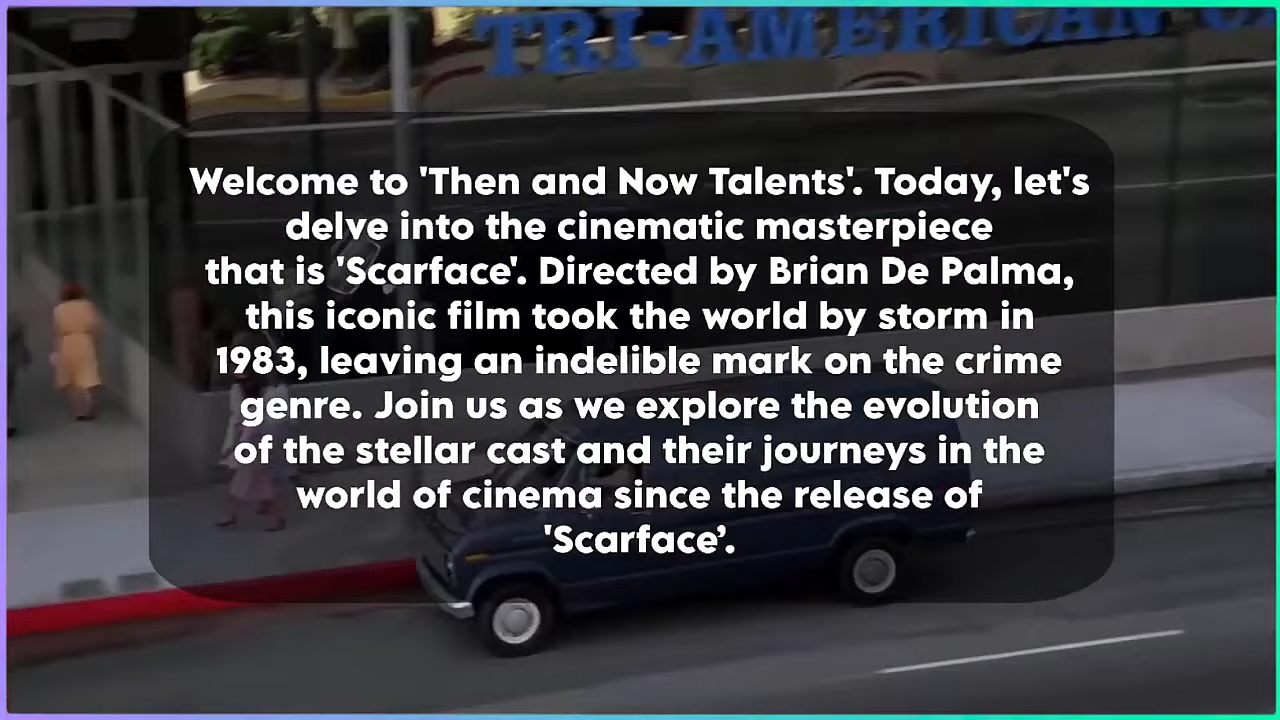 TRI-AMERICAN
Welcome to 'Then and Now Talents'. Today, let's
delve into the cinematic masterpiece
that is 'Scarface'. Directed by Brian De Palma,
this iconic film took the world by storm in
1983, leaving an indelible mark on the crime
genre. Join us as we explore the evolution
of the stellar cast and their journeys in the
world of cinema since the release of
'Scarface’.